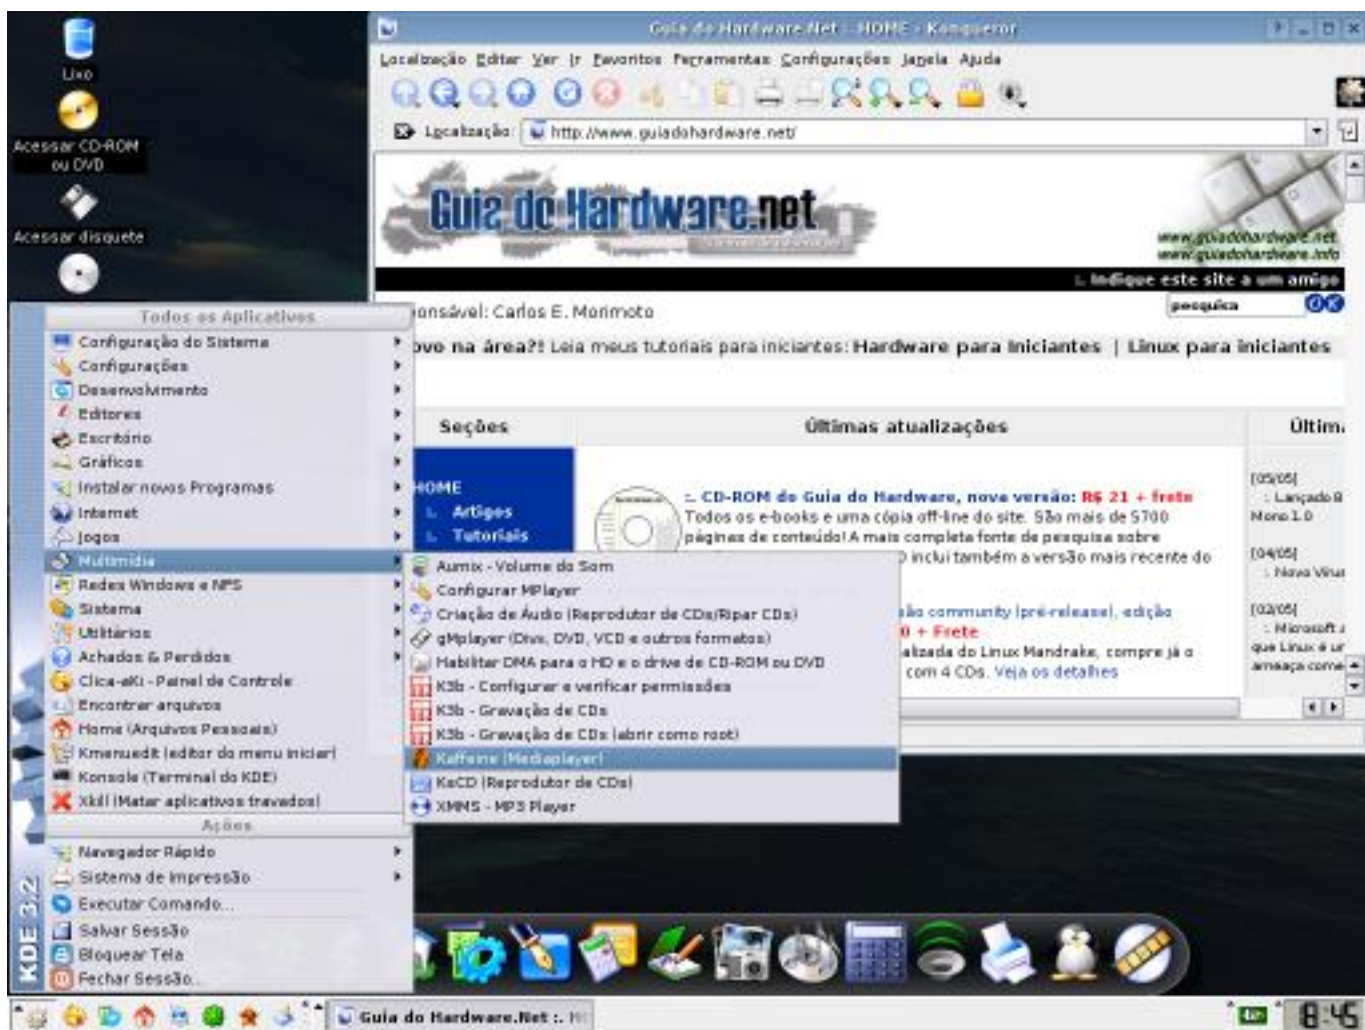 Lixo
Acessar CD-ROM
ou DVD
Acessar disquete
Guia do Hardware.Net :. HOME - Konqueror
Localização Editar Ver Ir Favoritos Ferramentas Configurações Janela Ajuda
Localização: http://www.guiadohardware.net/
Guia do Hardware.net
www.guiadohardware.net
www.guiadohardware.info
:. Indique este site a um amigo
pesquisa OK
onsável: Carlos E. Morimoto
ovo na área?! Leia meus tutoriais para iniciantes: Hardware para Iniciantes | Linux para iniciantes
Seções
Últimas atualizações
Últim
HOME
:. Artigos
:. Tutoriais
:. CD-ROM do Guia do Hardware, nova versão: R$ 21 + frete
Todos os e-books e uma cópia off-line do site. São mais de 5700
páginas de conteúdo! A mais completa fonte de pesquisa sobre
inclui também a versão mais recente do
são community (pré-release), edição
0 + Frete
alizada do Linux Mandrake, compre já o
com 4 CDs. Veja os detalhes
[05/05]
:. Lançado
Mono 1.0
[04/05]
:. Novo Vírus
[02/05]
:. Microsoft
que Linux é
ameaça come
Todos os Aplicativos
Configuração do Sistema
Configurações
Desenvolvimento
Editores
Escritório
Gráficos
Instalar novos Programas
Internet
Jogos
Multimídia
Redes Windows e NFS
Sistema
Utilitários
Achados & Perdidos
Clica-aKi - Painel de Controle
Encontrar arquivos
Home (Arquivos Pessoais)
Kmenuedit (editor do menu iniciar)
Konsole (Terminal do KDE)
Xkill (Matar aplicativos travados)
Ações
Navegador Rápido
Sistema de Impressão
Executar Comando...
Salvar Sessão
Bloquear Tela
Fechar Sessão...
KDE 3.2
Aumix - Volume do Som
Configurar MPlayer
Criação de Áudio (Reprodutor de CDs/Ripar CDs)
gMplayer (Divx, DVD, VCD e outros formatos)
Habilitar DMA para o HD e o drive de CD-ROM ou DVD
K3b - Configurar e verificar permissões
K3b - Gravação de CDs
K3b - Gravação de CDs (abrir como root)
Kaffeine (Mediaplayer)
KsCD (Reprodutor de CDs)
XMMS - MP3 Player
Guia do Hardware.Net :. H
8:45